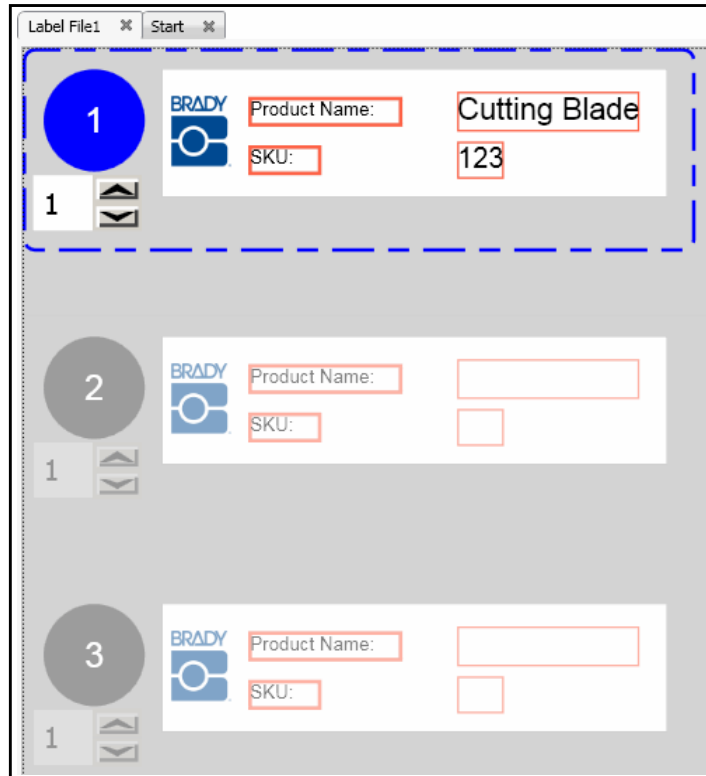 Label File1 Start
1
BRADY
Product Name: Cutting Blade
SKU: 123
1
2
BRADY
Product Name:
SKU:
1
3
BRADY
Product Name:
SKU:
1